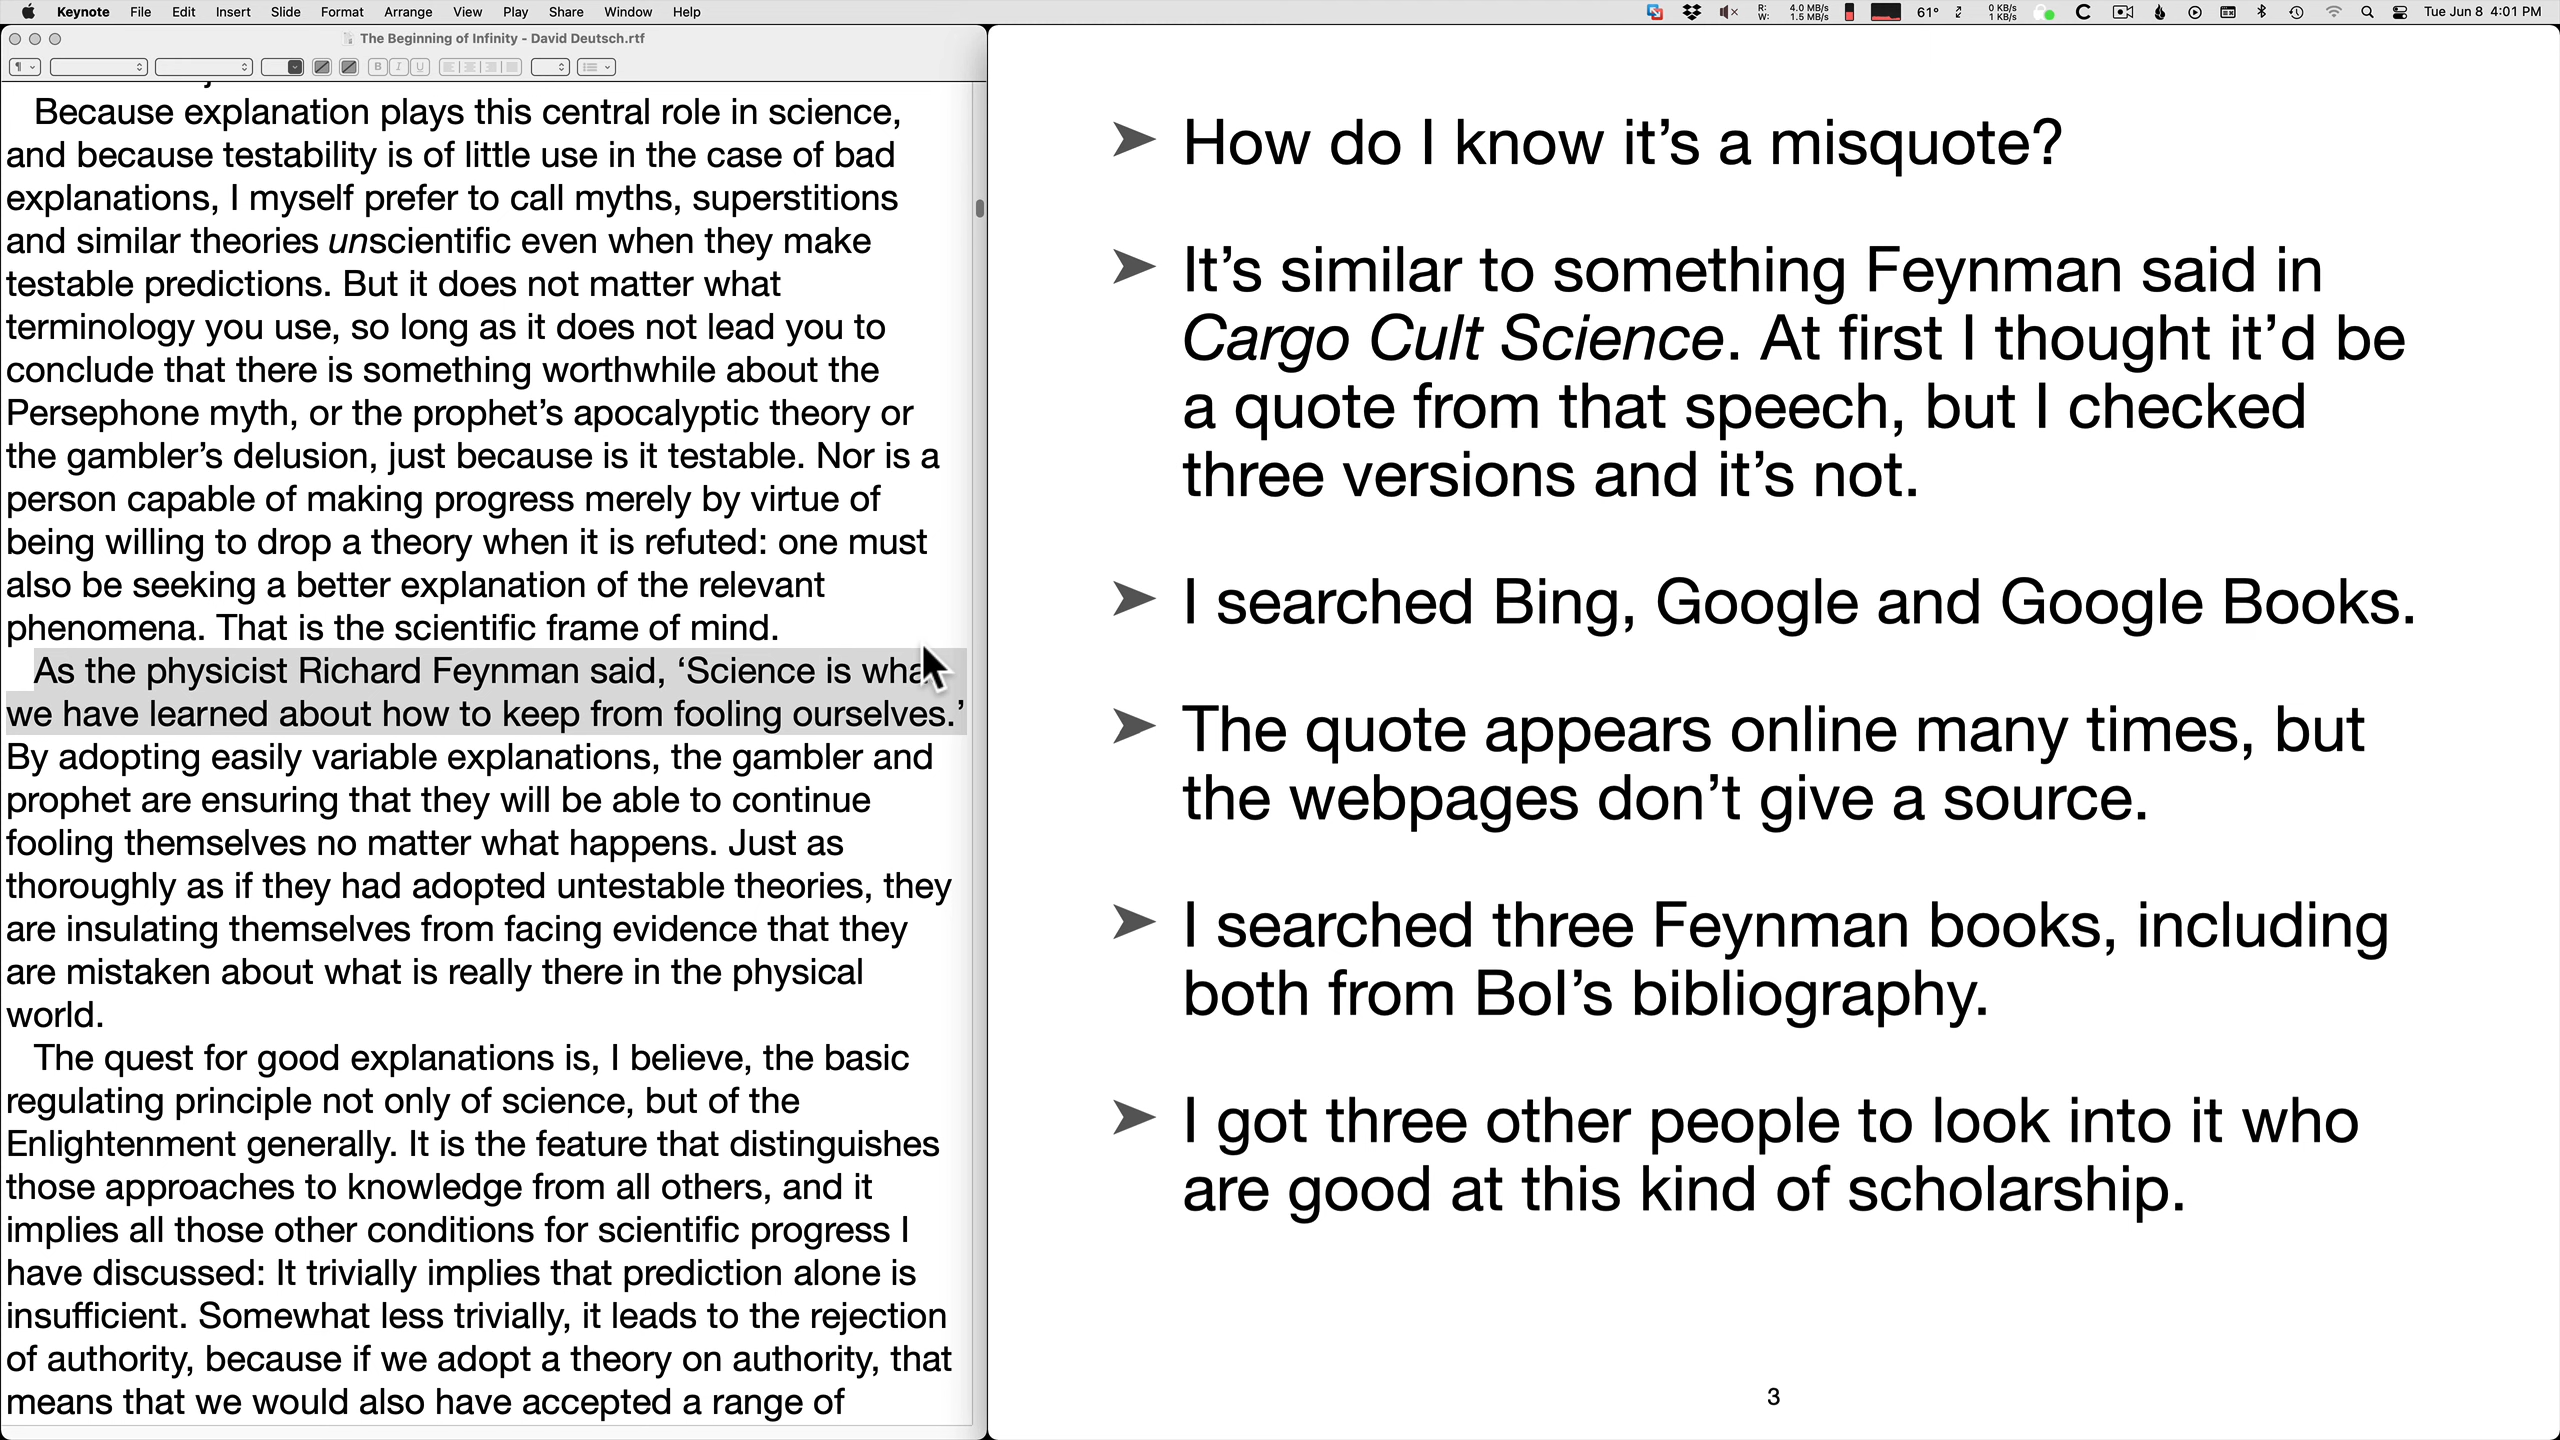 Keynote File Edit Insert Slide Format Arrange View Play Share Window Help
R: 4.0 MB/s
W: 1.5 MB/s
61°
0 KB/s
1 KB/s
Tue Jun 8 4:01 PM
The Beginning of Infinity - David Deutsch.rtf
B I U
Because explanation plays this central role in science,
and because testability is of little use in the case of bad
explanations, I myself prefer to call myths, superstitions
and similar theories unscientific even when they make
testable predictions. But it does not matter what
terminology you use, so long as it does not lead you to
conclude that there is something worthwhile about the
Persephone myth, or the prophet’s apocalyptic theory or
the gambler’s delusion, just because is it testable. Nor is a
person capable of making progress merely by virtue of
being willing to drop a theory when it is refuted: one must
also be seeking a better explanation of the relevant
phenomena. That is the scientific frame of mind.
As the physicist Richard Feynman said, ‘Science is what
we have learned about how to keep from fooling ourselves.’
By adopting easily variable explanations, the gambler and
prophet are ensuring that they will be able to continue
fooling themselves no matter what happens. Just as
thoroughly as if they had adopted untestable theories, they
are insulating themselves from facing evidence that they
are mistaken about what is really there in the physical
world.
The quest for good explanations is, I believe, the basic
regulating principle not only of science, but of the
Enlightenment generally. It is the feature that distinguishes
those approaches to knowledge from all others, and it
implies all those other conditions for scientific progress I
have discussed: It trivially implies that prediction alone is
insufficient. Somewhat less trivially, it leads to the rejection
of authority, because if we adopt a theory on authority, that
means that we would also have accepted a range of
➤ How do I know it’s a misquote?
➤ It’s similar to something Feynman said in
Cargo Cult Science. At first I thought it’d be
a quote from that speech, but I checked
three versions and it’s not.
➤ I searched Bing, Google and Google Books.
➤ The quote appears online many times, but
the webpages don’t give a source.
➤ I searched three Feynman books, including
both from BoI’s bibliography.
➤ I got three other people to look into it who
are good at this kind of scholarship.
3